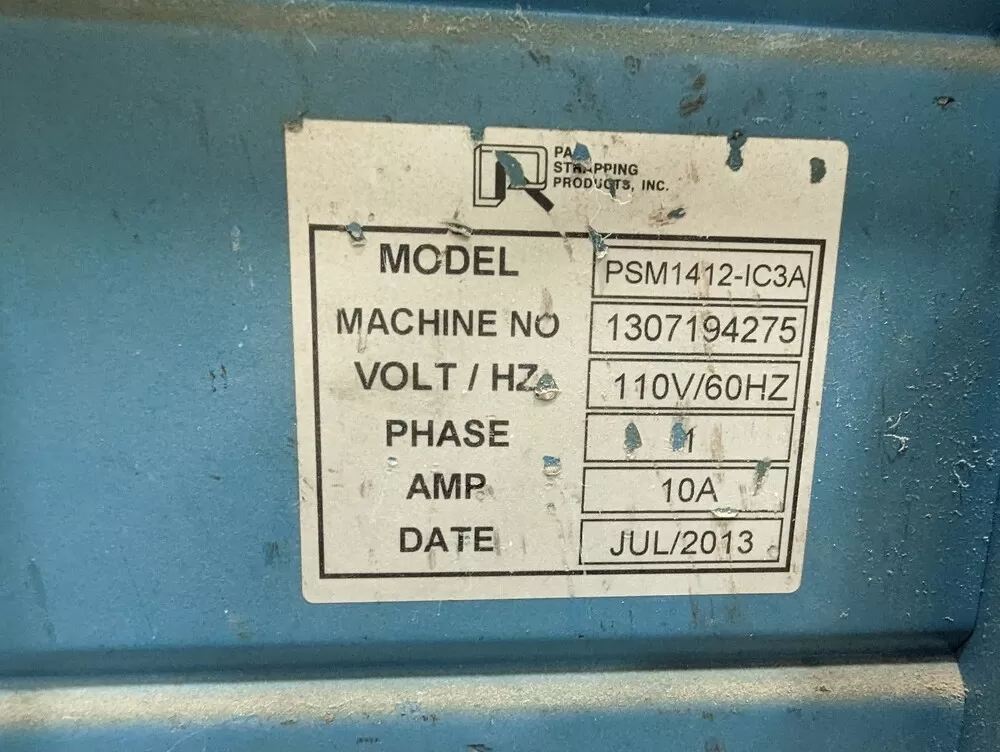 STRAPPING
PRODUCTS, INC.
MODEL PSM1412-IC3A
MACHINE NO 1307194275
VOLT / HZ 110V/60HZ
PHASE 1
AMP 10A
DATE JUL/2013